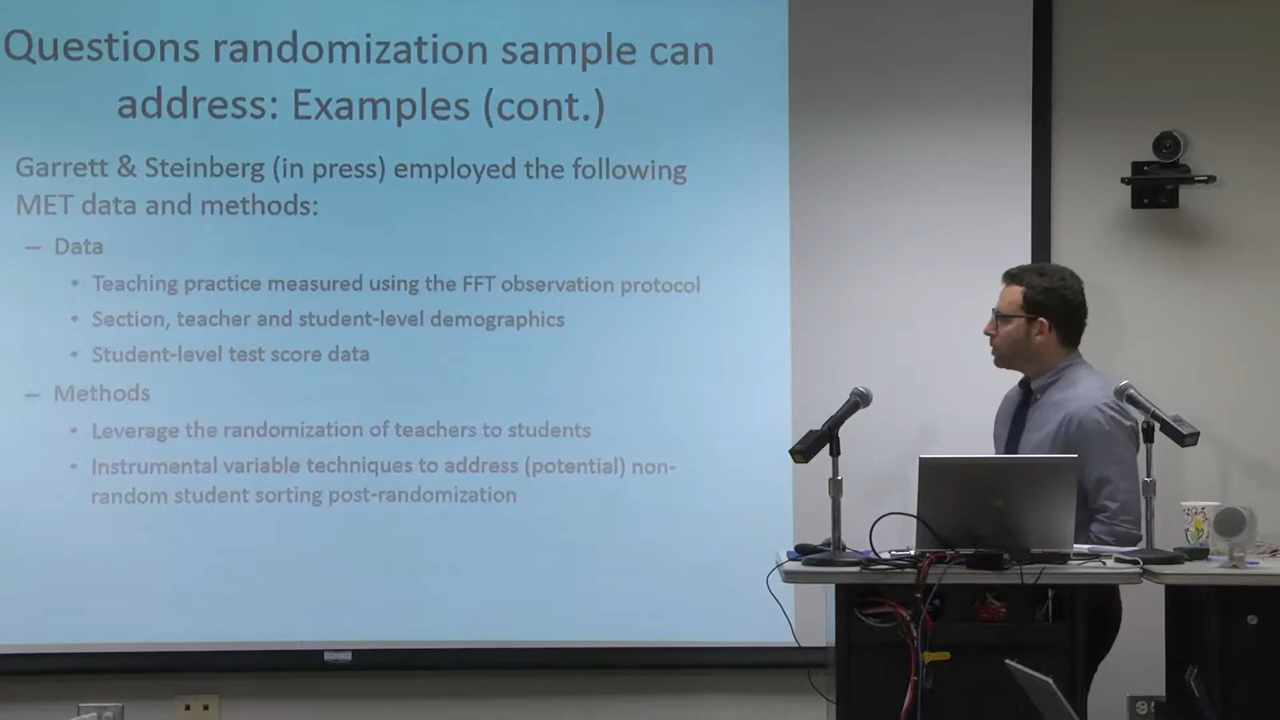 Questions randomization sample can
address: Examples (cont.)
Garrett & Steinberg (in press) employed the following
MET data and methods:
– Data
• Teaching practice measured using the FFT observation protocol
• Section, teacher and student-level demographics
• Student-level test score data
– Methods
• Leverage the randomization of teachers to students
• Instrumental variable techniques to address (potential) non-
random student sorting post-randomization